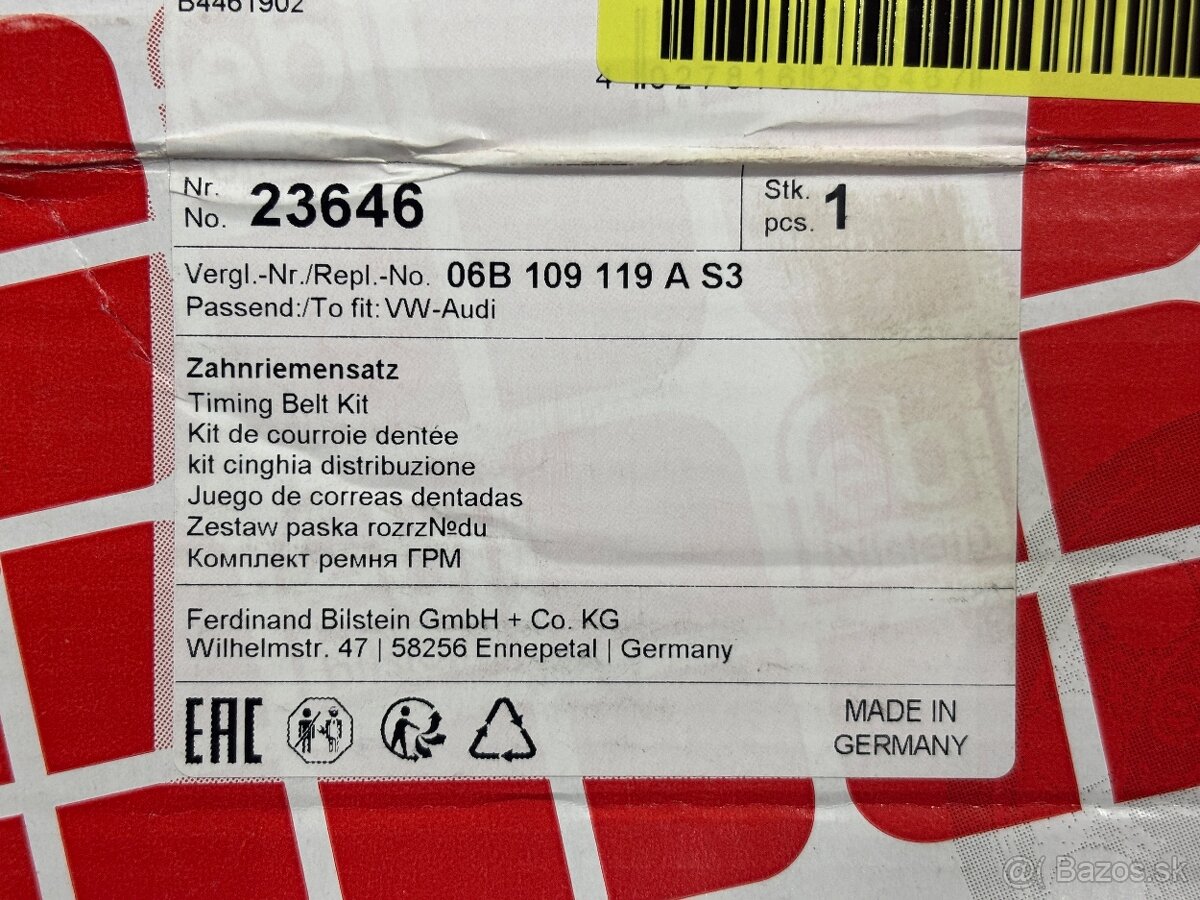 B4461902
Nr.
No. 23646
Stk.
pcs. 1
Vergl.-Nr./Repl.-No. 06B 109 119 A S3
Passend:/To fit: VW-Audi
Zahnriemensatz
Timing Belt Kit
Kit de courroie dentée
kit cinghia distribuzione
Juego de correas dentadas
Zestaw paska rozrz№du
Комплект ремня ГРМ
Ferdinand Bilstein GmbH + Co. KG
Wilhelmstr. 47 | 58256 Ennepetal | Germany
EAC
MADE IN
GERMANY
Bazos.sk